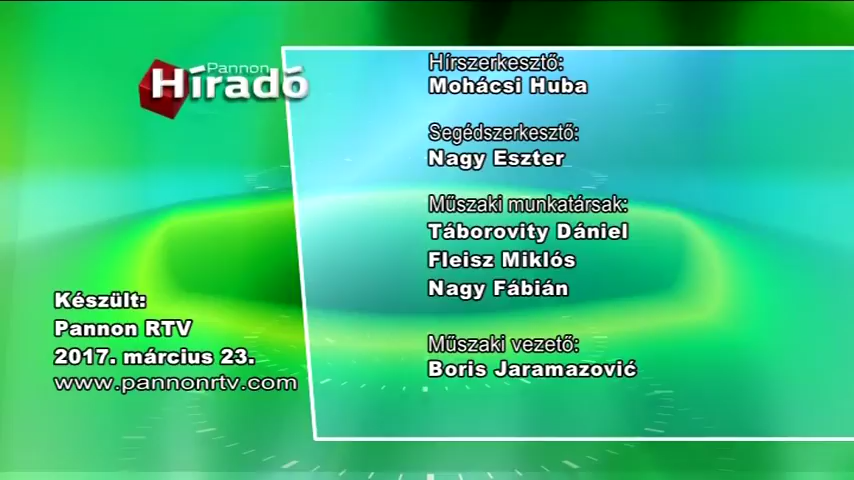 Pannon
Híradó
Hírszerkesztő:
Mohácsi Huba
Segédszerkesztő:
Nagy Eszter
Műszaki munkatársak:
Táborovity Dániel
Fleisz Miklós
Nagy Fábián
Műszaki vezető:
Boris Jaramazović
Készült:
Pannon RTV
2017. március 23.
www.pannonrtv.com